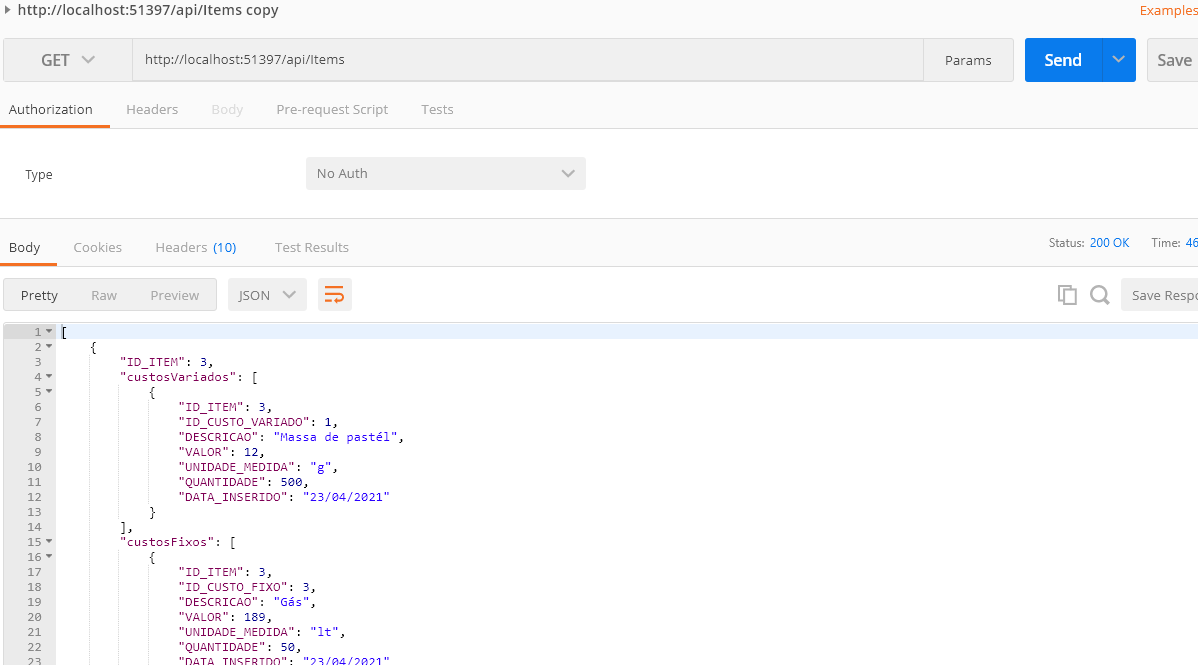 http://localhost:51397/api/Items copy
Examples
GET
http://localhost:51397/api/Items
Params
Send
Save
Authorization Headers Body Pre-request Script Tests
Type
No Auth
Body Cookies Headers (10) Test Results
Status: 200 OK Time: 46
Pretty Raw Preview JSON
Save Respo
1 [
2 {
3 "ID_ITEM": 3,
4 "custosVariados": [
5 {
6 "ID_ITEM": 3,
7 "ID_CUSTO_VARIADO": 1,
8 "DESCRICAO": "Massa de pastél",
9 "VALOR": 12,
10 "UNIDADE_MEDIDA": "g",
11 "QUANTIDADE": 500,
12 "DATA_INSERIDO": "23/04/2021"
13 }
14 ],
15 "custosFixos": [
16 {
17 "ID_ITEM": 3,
18 "ID_CUSTO_FIXO": 3,
19 "DESCRICAO": "Gás",
20 "VALOR": 189,
21 "UNIDADE_MEDIDA": "lt",
22 "QUANTIDADE": 50,
23 "DATA_INSERIDO": "23/04/2021"